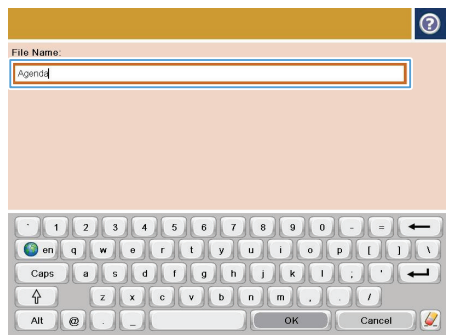 ?
File Name:
Agenda
` 1 2 3 4 5 6 7 8 9 0 - =
en q w e r t y u i o p [ ] \
Caps a s d f g h j k l ; '
z x c v b n m , . /
Alt @ . _ OK Cancel